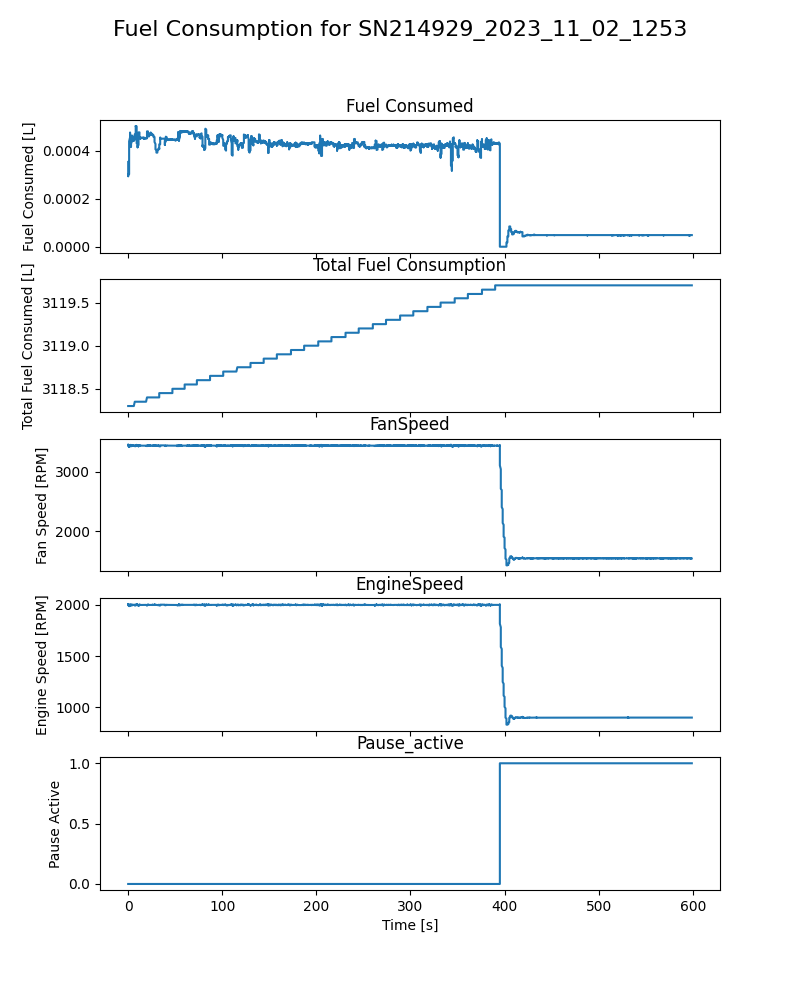 Fuel Consumption for SN214929_2023_11_02_1253
Fuel Consumed
Fuel Consumed [L]
0.0004
0.0002
0.0000
Total Fuel Consumption
Total Fuel Consumed [L]
3119.5
3119.0
3118.5
FanSpeed
Fan Speed [RPM]
3000
2000
EngineSpeed
Engine Speed [RPM]
2000
1500
1000
Pause_active
Pause Active
1.0
0.5
0.0
0 100 200 300 400 500 600
Time [s]